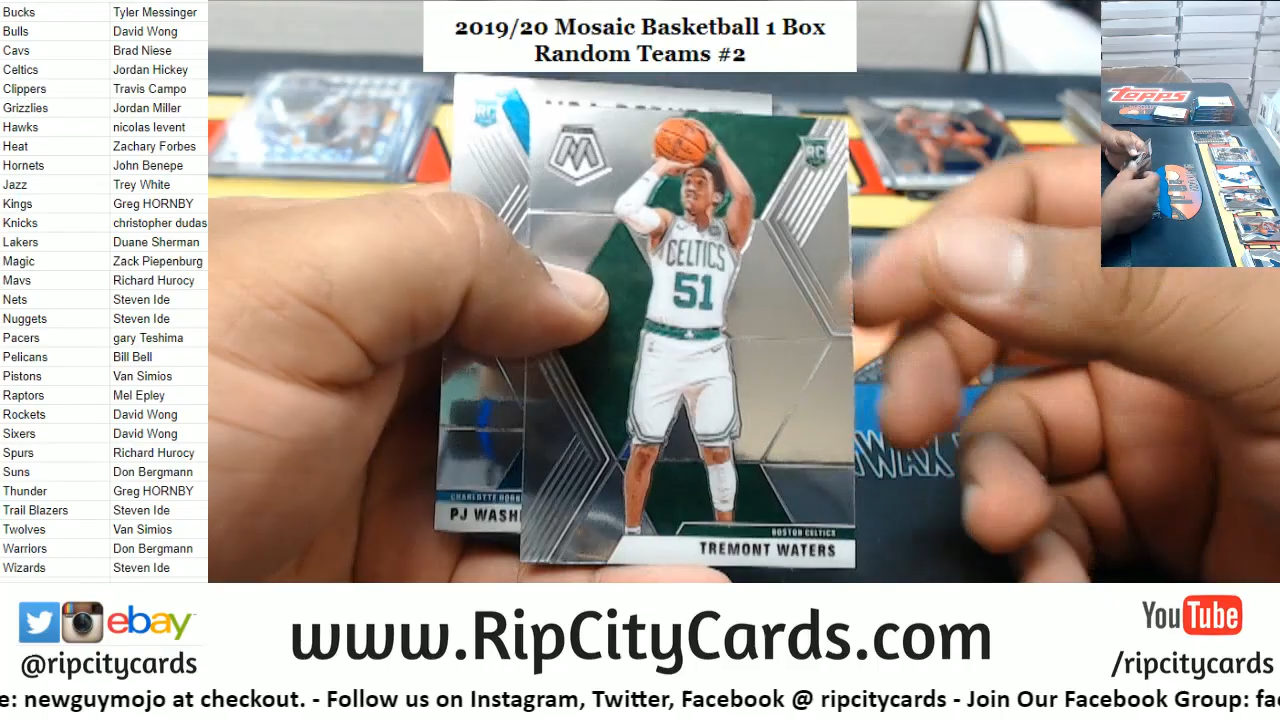 Bucks Tyler Messinger
Bulls David Wong
Cavs Brad Niese
Celtics Jordan Hickey
Clippers Travis Campo
Grizzlies Jordan Miller
Hawks nicolas levent
Heat Zachary Forbes
Hornets John Benepe
Jazz Trey White
Kings Greg HORNBY
Knicks christopher dudas
Lakers Duane Sherman
Magic Zack Piepenburg
Mavs Richard Hurocy
Nets Steven Ide
Nuggets Steven Ide
Pacers gary Teshima
Pelicans Bill Bell
Pistons Van Simios
Raptors Mel Epley
Rockets David Wong
Sixers David Wong
Spurs Richard Hurocy
Suns Don Bergmann
Thunder Greg HORNBY
Trail Blazers Steven Ide
Twolves Van Simios
Warriors Don Bergmann
Wizards Steven Ide
2019/20 Mosaic Basketball 1 Box
Random Teams #2
Topps
RC
RC
CELTICS
51
BOSTON CELTICS
TREMONT WATERS
CHARLOTTE HORN
PJ WASH
WAX
ebay
@ripcitycards
www.RipCityCards.com
YouTube
/ripcitycards
e: newguymojo at checkout. - Follow us on Instagram, Twitter, Facebook @ ripcitycards - Join Our Facebook Group: fac